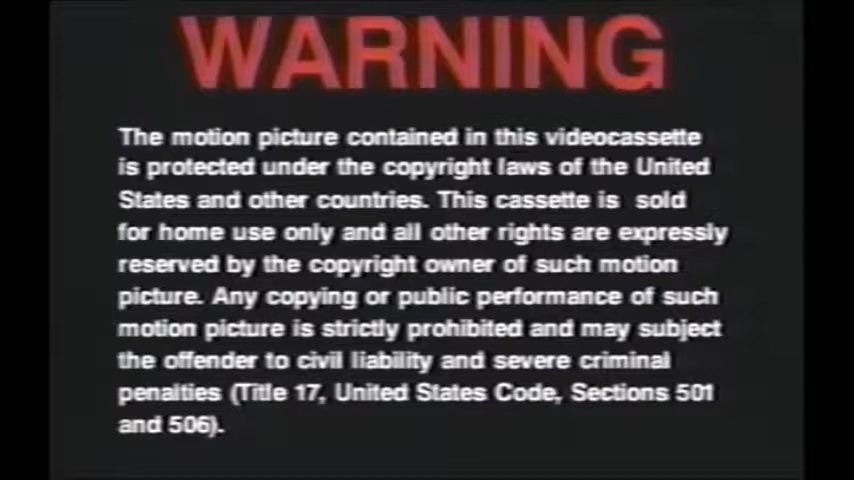 WARNING
The motion picture contained in this videocassette
is protected under the copyright laws of the United
States and other countries. This cassette is sold
for home use only and all other rights are expressly
reserved by the copyright owner of such motion
picture. Any copying or public performance of such
motion picture is strictly prohibited and may subject
the offender to civil liability and severe criminal
penalties (Title 17, United States Code, Sections 501
and 506).